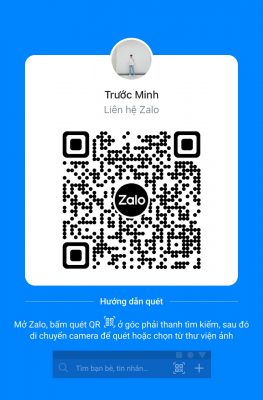 Trước Minh
Liên hệ Zalo
Zalo
Hướng dẫn quét
Mở Zalo, bấm quét QR ở góc phải thanh tìm kiếm, sau đó
di chuyển camera để quét hoặc chọn từ thư viện ảnh
Tìm bạn bè, tin nhắn...